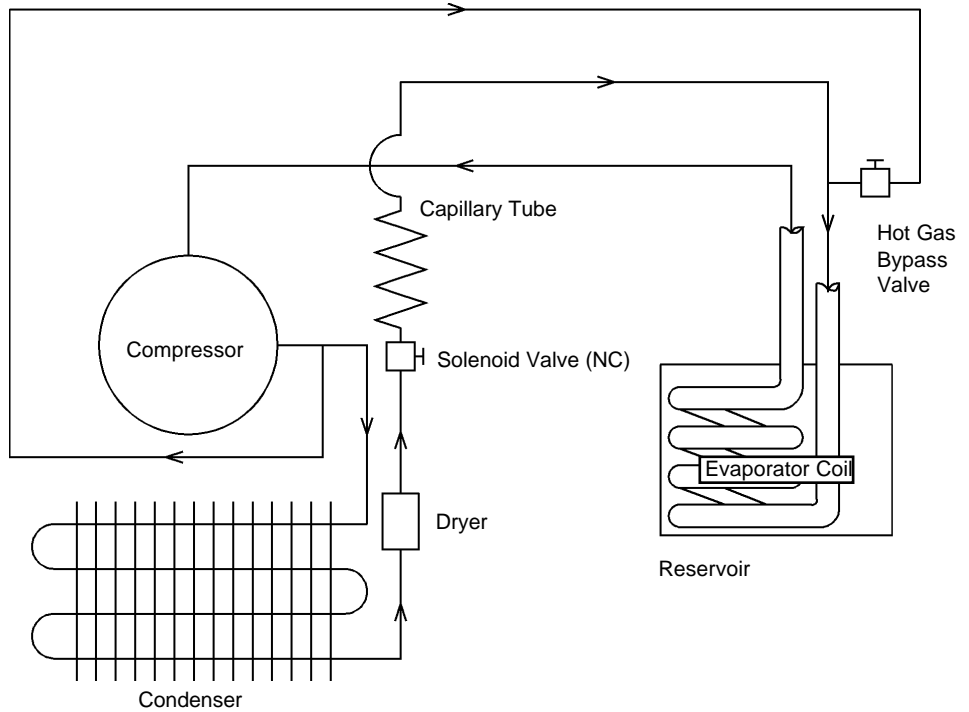 Capillary Tube
Hot Gas
Bypass
Valve
Compressor
Solenoid Valve (NC)
Evaporator Coil
Dryer
Reservoir
Condenser